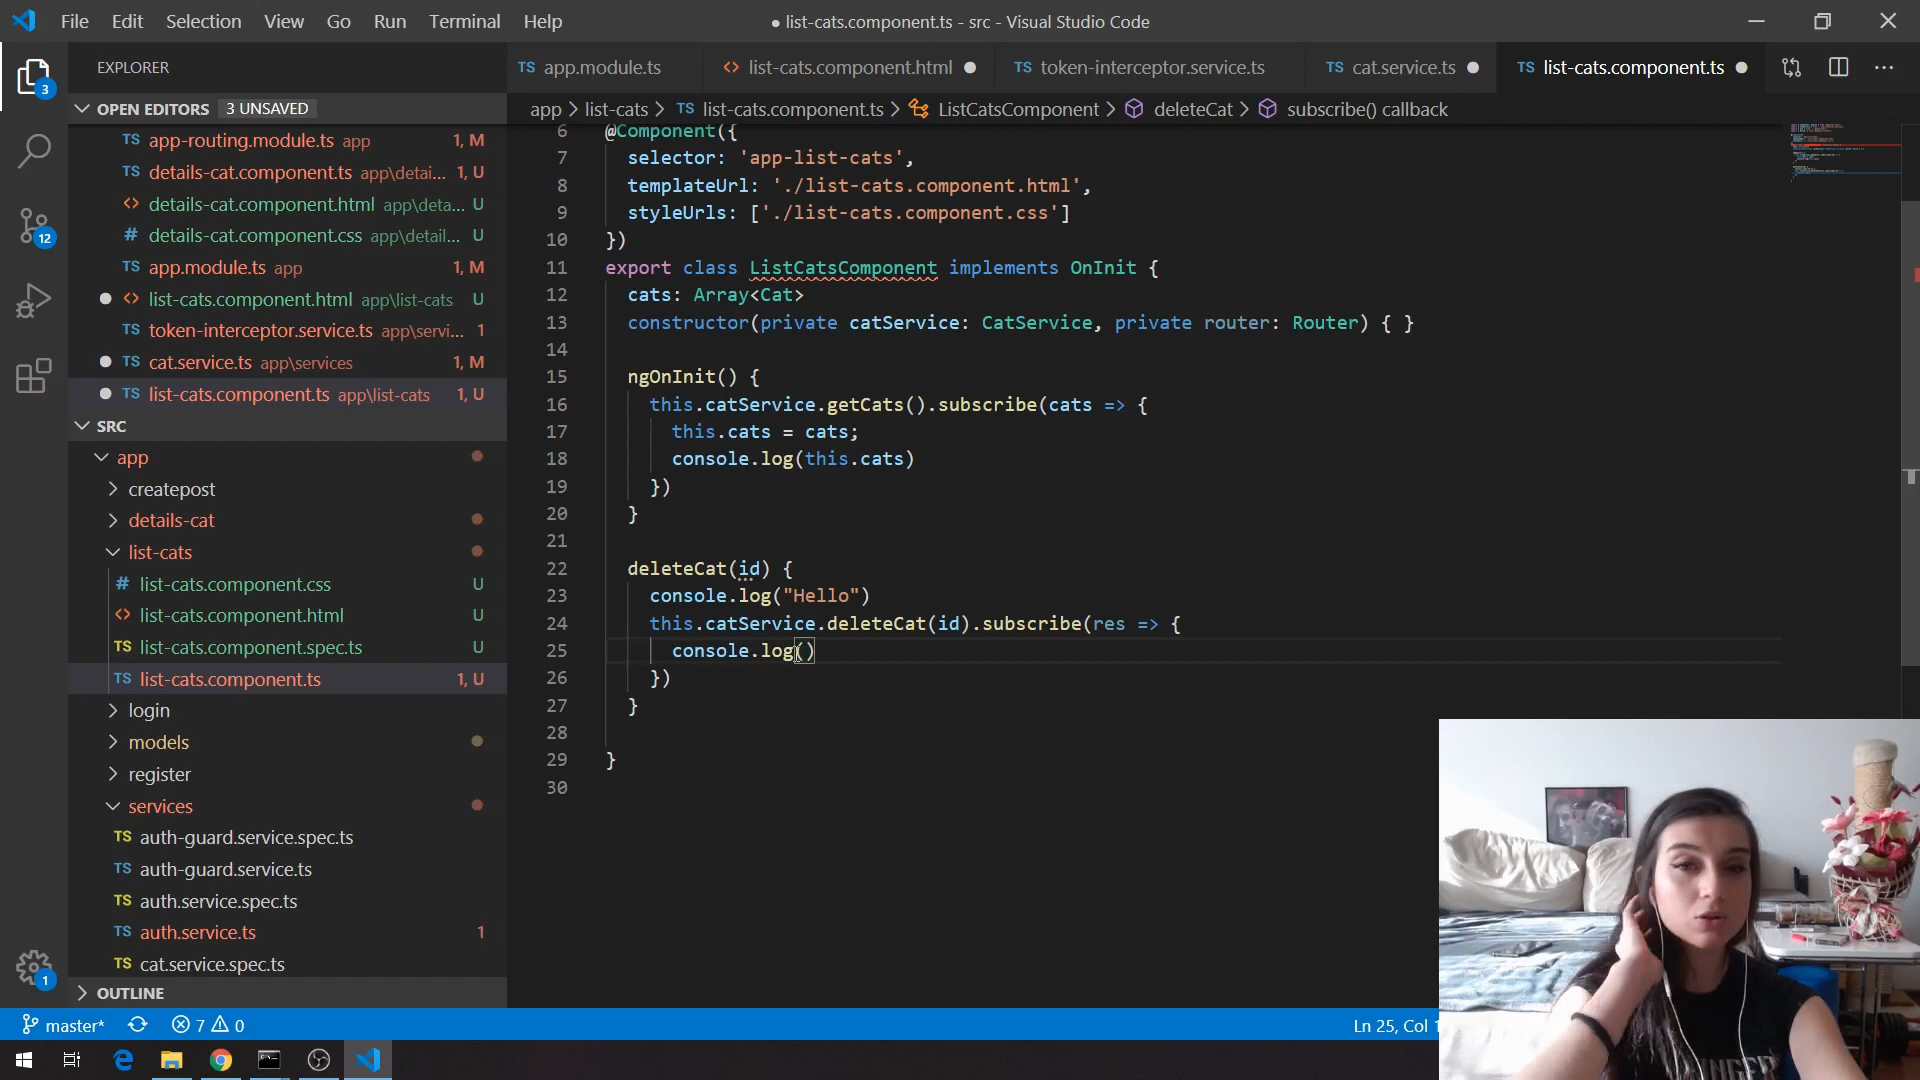 File Edit Selection View Go Run Terminal Help
● list-cats.component.ts - src - Visual Studio Code
EXPLORER
OPEN EDITORS 3 UNSAVED
TS app-routing.module.ts app 1, M
TS details-cat.component.ts app\detai... 1, U
<> details-cat.component.html app\deta... U
# details-cat.component.css app\detail... U
TS app.module.ts app 1, M
<> list-cats.component.html app\list-cats U
TS token-interceptor.service.ts app\servi... 1
TS cat.service.ts app\services 1, M
TS list-cats.component.ts app\list-cats 1, U
SRC
app
createpost
details-cat
list-cats
# list-cats.component.css U
<> list-cats.component.html U
TS list-cats.component.spec.ts U
TS list-cats.component.ts 1, U
login
models
register
services
TS auth-guard.service.spec.ts
TS auth-guard.service.ts
TS auth.service.spec.ts
TS auth.service.ts 1
TS cat.service.spec.ts
OUTLINE
3
12
1
TS app.module.ts <> list-cats.component.html TS token-interceptor.service.ts TS cat.service.ts TS list-cats.component.ts
app > list-cats > TS list-cats.component.ts > ListCatsComponent > deleteCat > subscribe() callback
6 @Component({
7 selector: 'app-list-cats',
8 templateUrl: './list-cats.component.html',
9 styleUrls: ['./list-cats.component.css']
10 })
11 export class ListCatsComponent implements OnInit {
12 cats: Array<Cat>
13 constructor(private catService: CatService, private router: Router) { }
14
15 ngOnInit() {
16 this.catService.getCats().subscribe(cats => {
17 this.cats = cats;
18 console.log(this.cats)
19 })
20 }
21
22 deleteCat(id) {
23 console.log("Hello")
24 this.catService.deleteCat(id).subscribe(res => {
25 console.log()
26 })
27 }
28
29 }
30
master* 7 0
Ln 25, Col 1